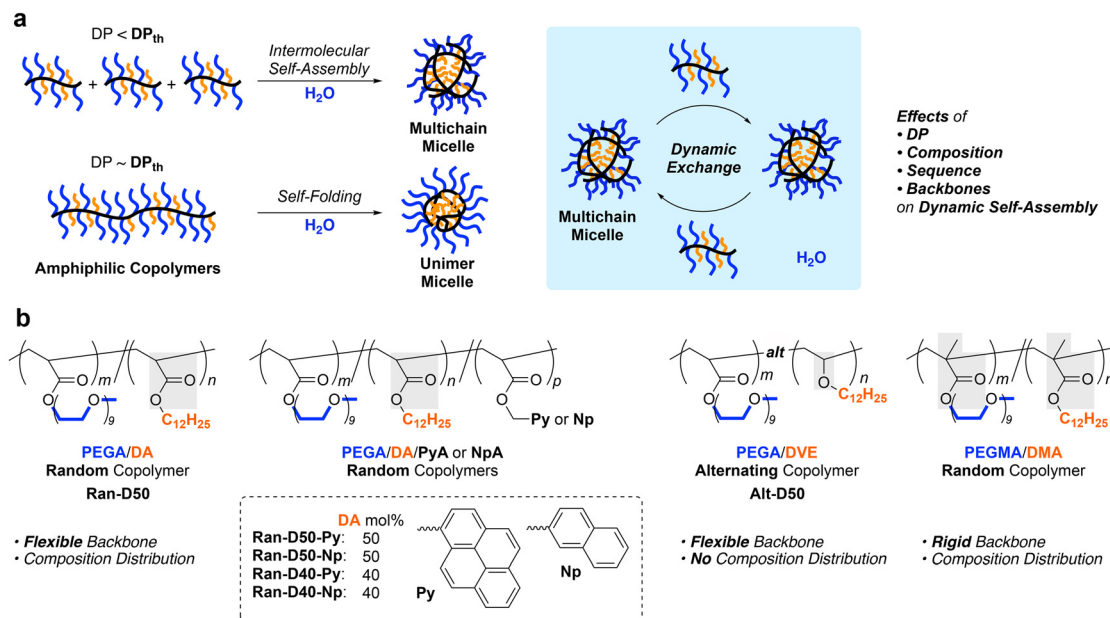 a
DP < DPth
+
+
Intermolecular
Self-Assembly
H2O
Multichain
Micelle
DP ~ DPth
Amphiphilic Copolymers
Self-Folding
H2O
Unimer
Micelle
Multichain
Micelle
Dynamic
Exchange
H2O
Effects of
• DP
• Composition
• Sequence
• Backbones
on Dynamic Self-Assembly
b
m
n
O
O
O
O
O
9
C12H25
PEGA/DA
Random Copolymer
Ran-D50
• Flexible Backbone
• Composition Distribution
m
n
p
O
O
O
O
O
O
O
9
C12H25
Py or Np
PEGA/DA/PyA or NpA
Random Copolymers
DA mol%
Ran-D50-Py: 50
Ran-D50-Np: 50
Ran-D40-Py: 40
Ran-D40-Np: 40
Py
Np
alt
m
n
O
O
O
O
9
C12H25
PEGA/DVE
Alternating Copolymer
Alt-D50
• Flexible Backbone
• No Composition Distribution
m
n
O
O
O
O
O
9
C12H25
PEGMA/DMA
Random Copolymer
• Rigid Backbone
• Composition Distribution